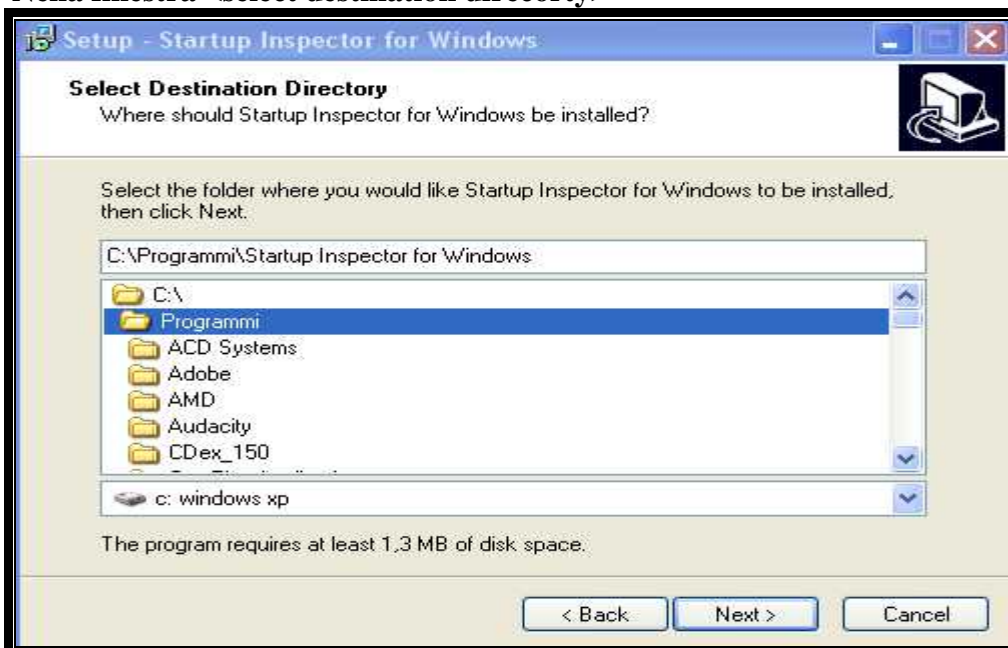 Nella finestra "select destination direcorty?
Setup - Startup Inspector for Windows
Select Destination Directory
Where should Startup Inspector for Windows be installed?
Select the folder where you would like Startup Inspector for Windows to be installed,
then click Next.
C:\Programmi\Startup Inspector for Windows
C:\
Programmi
ACD Systems
Adobe
AMD
Audacity
CDex_150
c: windows xp
The program requires at least 1,3 MB of disk space.
< Back
Next >
Cancel